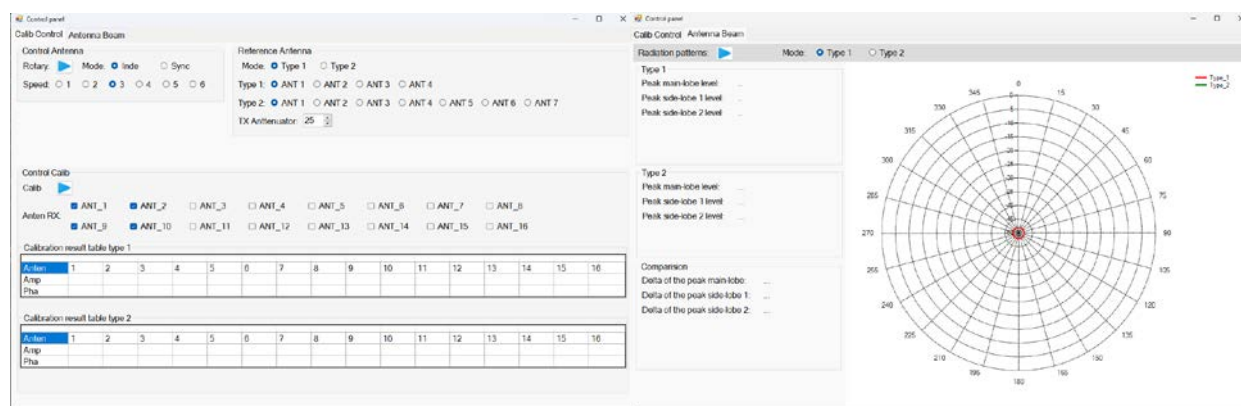 Control panel
Calib Control Antenna Beam
Control Antenna
Rotary: Mode: Inde Sync
Speed: 1 2 3 4 5 6
Reference Antenna
Mode: Type 1 Type 2
Type 1: ANT 1 ANT 2 ANT 3 ANT 4
Type 2: ANT 1 ANT 2 ANT 3 ANT 4 ANT 5 ANT 6 ANT 7
TX Anttenuator: 25
Control Calib
Calib
Anten RX:
ANT_1 ANT_2 ANT_3 ANT_4 ANT_5 ANT_6 ANT_7 ANT_8
ANT_9 ANT_10 ANT_11 ANT_12 ANT_13 ANT_14 ANT_15 ANT_16
Calibration result table type 1
Anten 1 2 3 4 5 6 7 8 9 10 11 12 13 14 15 16
Amp
Pha
Calibration result table type 2
Anten 1 2 3 4 5 6 7 8 9 10 11 12 13 14 15 16
Amp
Pha
Control panel
Calib Control Antenna Beam
Radiation patterns: Mode: Type 1 Type 2
Type 1
Peak main-lobe level: ...
Peak side-lobe 1 level: ...
Peak side-lobe 2 level: ...
Type 2
Peak main-lobe level: ...
Peak side-lobe 1 level: ...
Peak side-lobe 2 level: ...
Comparision
Delta of the peak main-lobe: ...
Delta of the peak side-lobe 1: ...
Delta of the peak side-lobe 2: ...
Type_1
Type_2
0
15
30
45
60
75
90
105
120
135
150
165
180
195
210
225
240
255
270
285
300
315
330
345